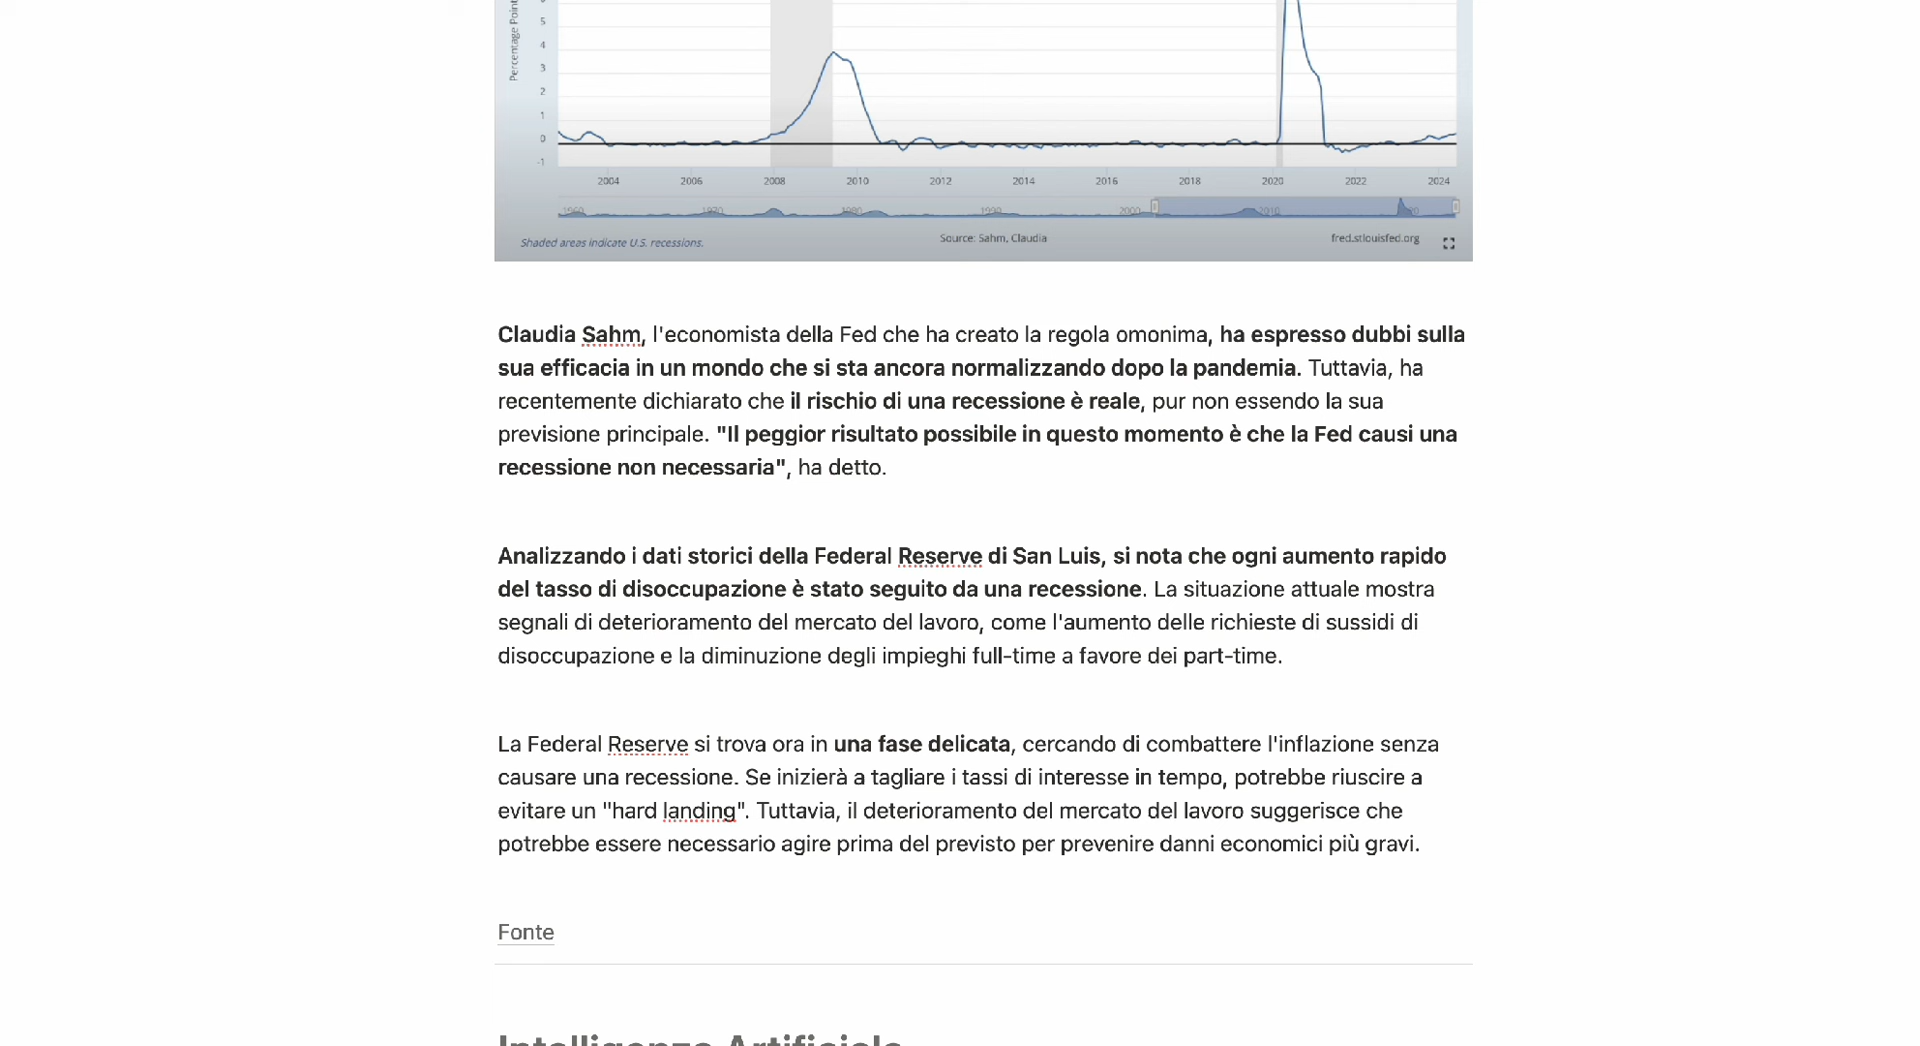 Percentage Point
5
4
3
2
1
0
-1
2004 2006 2008 2010 2012 2014 2016 2018 2020 2022 2024
1960 1970 1980 1990 2000 2010
Shaded areas indicate U.S. recessions.
Source: Sahm, Claudia
fred.stlouisfed.org
Claudia Sahm, l'economista della Fed che ha creato la regola omonima, ha espresso dubbi sulla
sua efficacia in un mondo che si sta ancora normalizzando dopo la pandemia. Tuttavia, ha
recentemente dichiarato che il rischio di una recessione è reale, pur non essendo la sua
previsione principale. "Il peggior risultato possibile in questo momento è che la Fed causi una
recessione non necessaria", ha detto.
Analizzando i dati storici della Federal Reserve di San Luis, si nota che ogni aumento rapido
del tasso di disoccupazione è stato seguito da una recessione. La situazione attuale mostra
segnali di deterioramento del mercato del lavoro, come l'aumento delle richieste di sussidi di
disoccupazione e la diminuzione degli impieghi full-time a favore dei part-time.
La Federal Reserve si trova ora in una fase delicata, cercando di combattere l'inflazione senza
causare una recessione. Se inizierà a tagliare i tassi di interesse in tempo, potrebbe riuscire a
evitare un "hard landing". Tuttavia, il deterioramento del mercato del lavoro suggerisce che
potrebbe essere necessario agire prima del previsto per prevenire danni economici più gravi.
Fonte
Intelligenza Artificiale